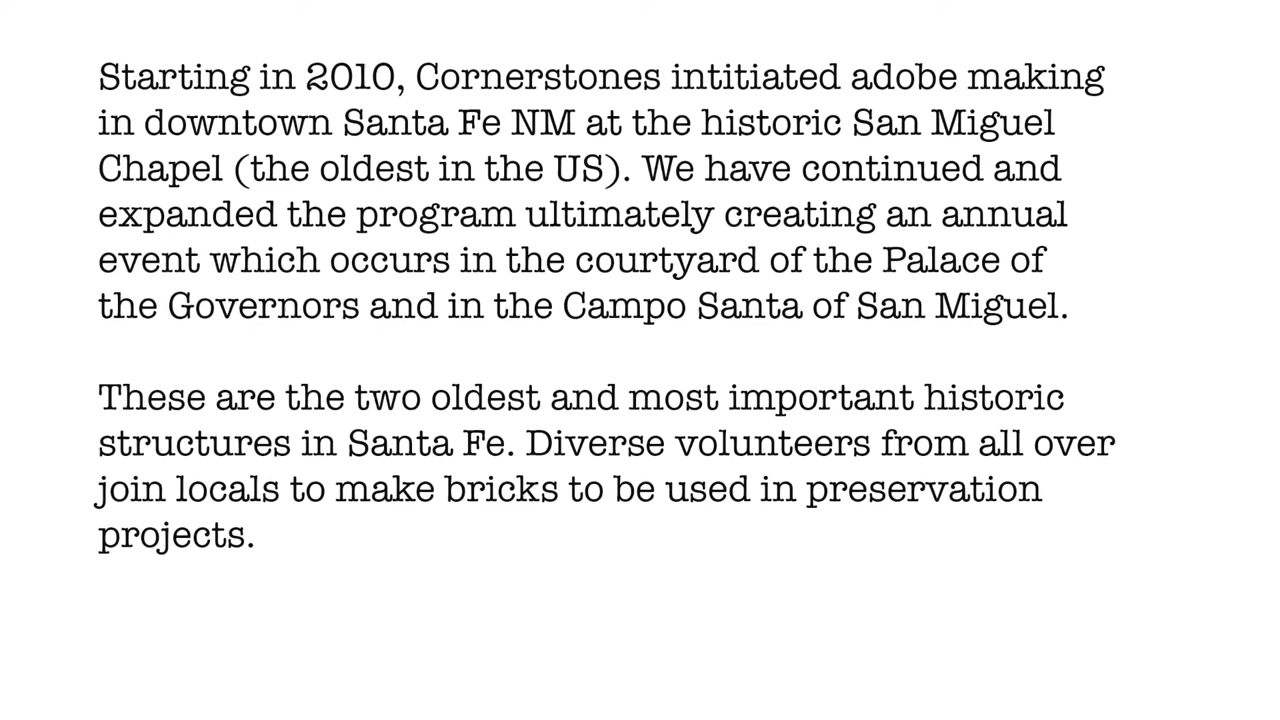 Starting in 2010, Cornerstones intitiated adobe making
in downtown Santa Fe NM at the historic San Miguel
Chapel (the oldest in the US). We have continued and
expanded the program ultimately creating an annual
event which occurs in the courtyard of the Palace of
the Governors and in the Campo Santa of San Miguel.
These are the two oldest and most important historic
structures in Santa Fe. Diverse volunteers from all over
join locals to make bricks to be used in preservation
projects.